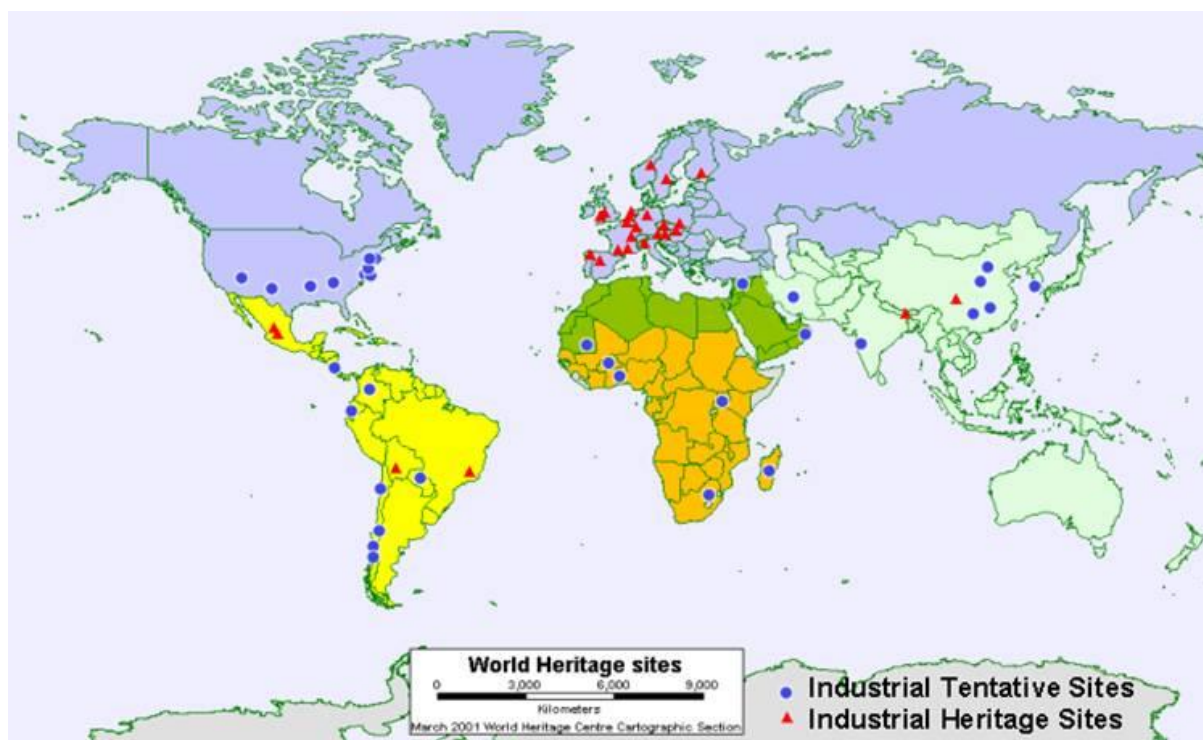 World Heritage sites
0 3,000 6,000 9,000
Kilometers
March 2001 World Heritage Centre Cartographic Section
Industrial Tentative Sites
Industrial Heritage Sites